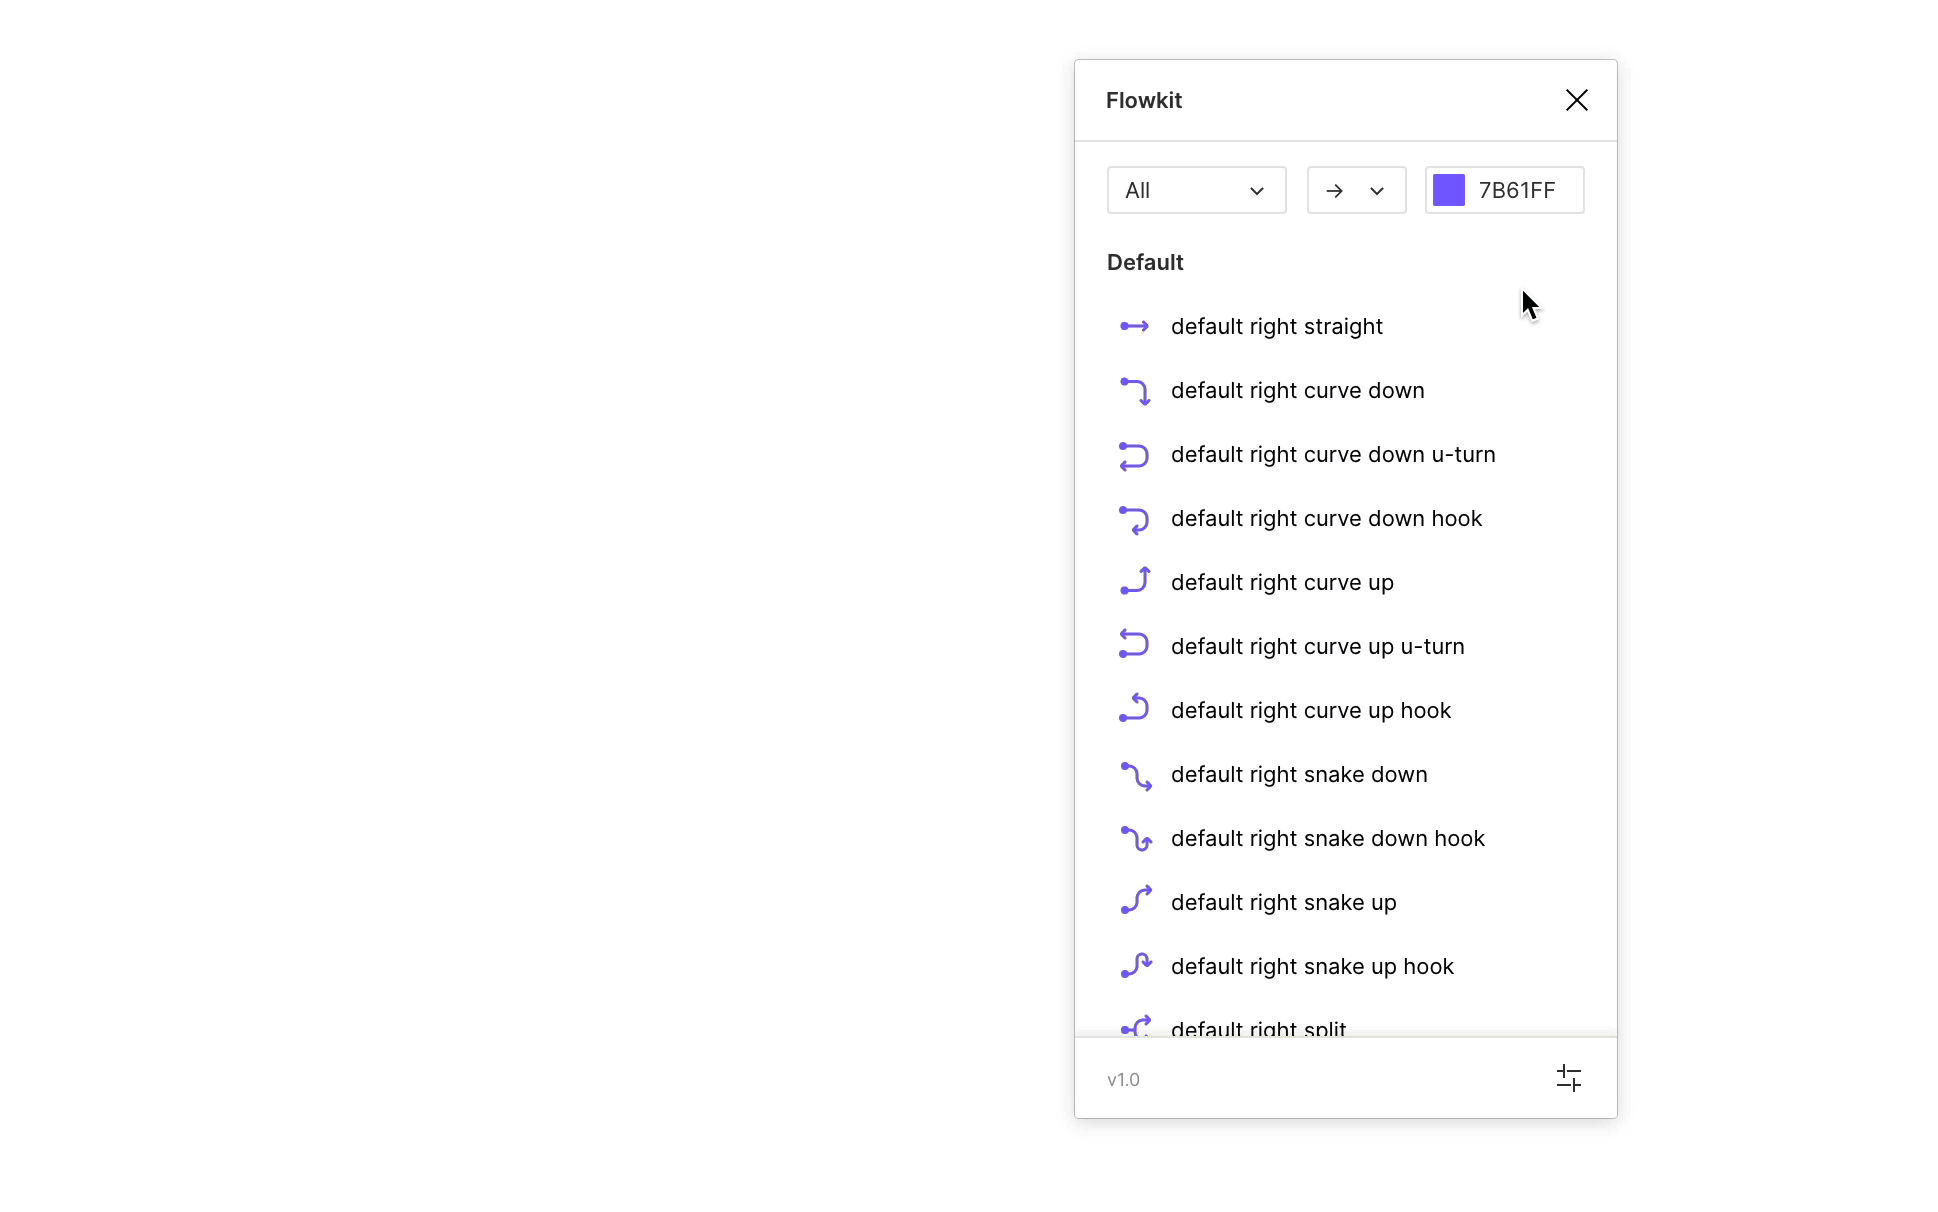 Flowkit
All
7B61FF
Default
default right straight
default right curve down
default right curve down u-turn
default right curve down hook
default right curve up
default right curve up u-turn
default right curve up hook
default right snake down
default right snake down hook
default right snake up
default right snake up hook
default right split
v1.0